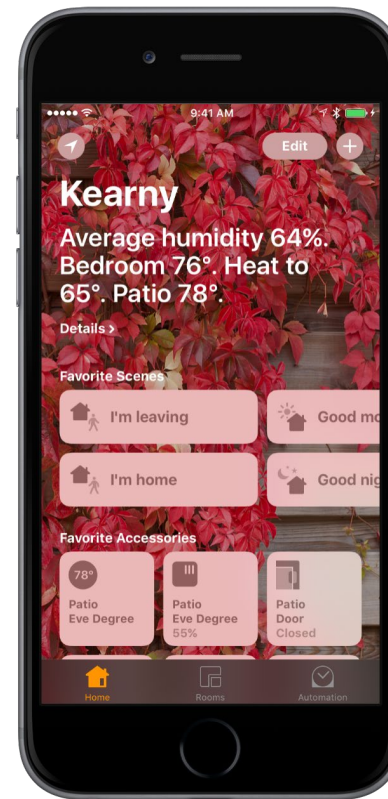 9:41 AM
Edit
Kearny
Average humidity 64%.
Bedroom 76°. Heat to
65°. Patio 78°.
Details >
Favorite Scenes
I'm leaving
Good mo
I'm home
Good nig
Favorite Accessories
78°
Patio
Eve Degree
Patio
Eve Degree
55%
Patio
Door
Closed
Home
Rooms
Automation